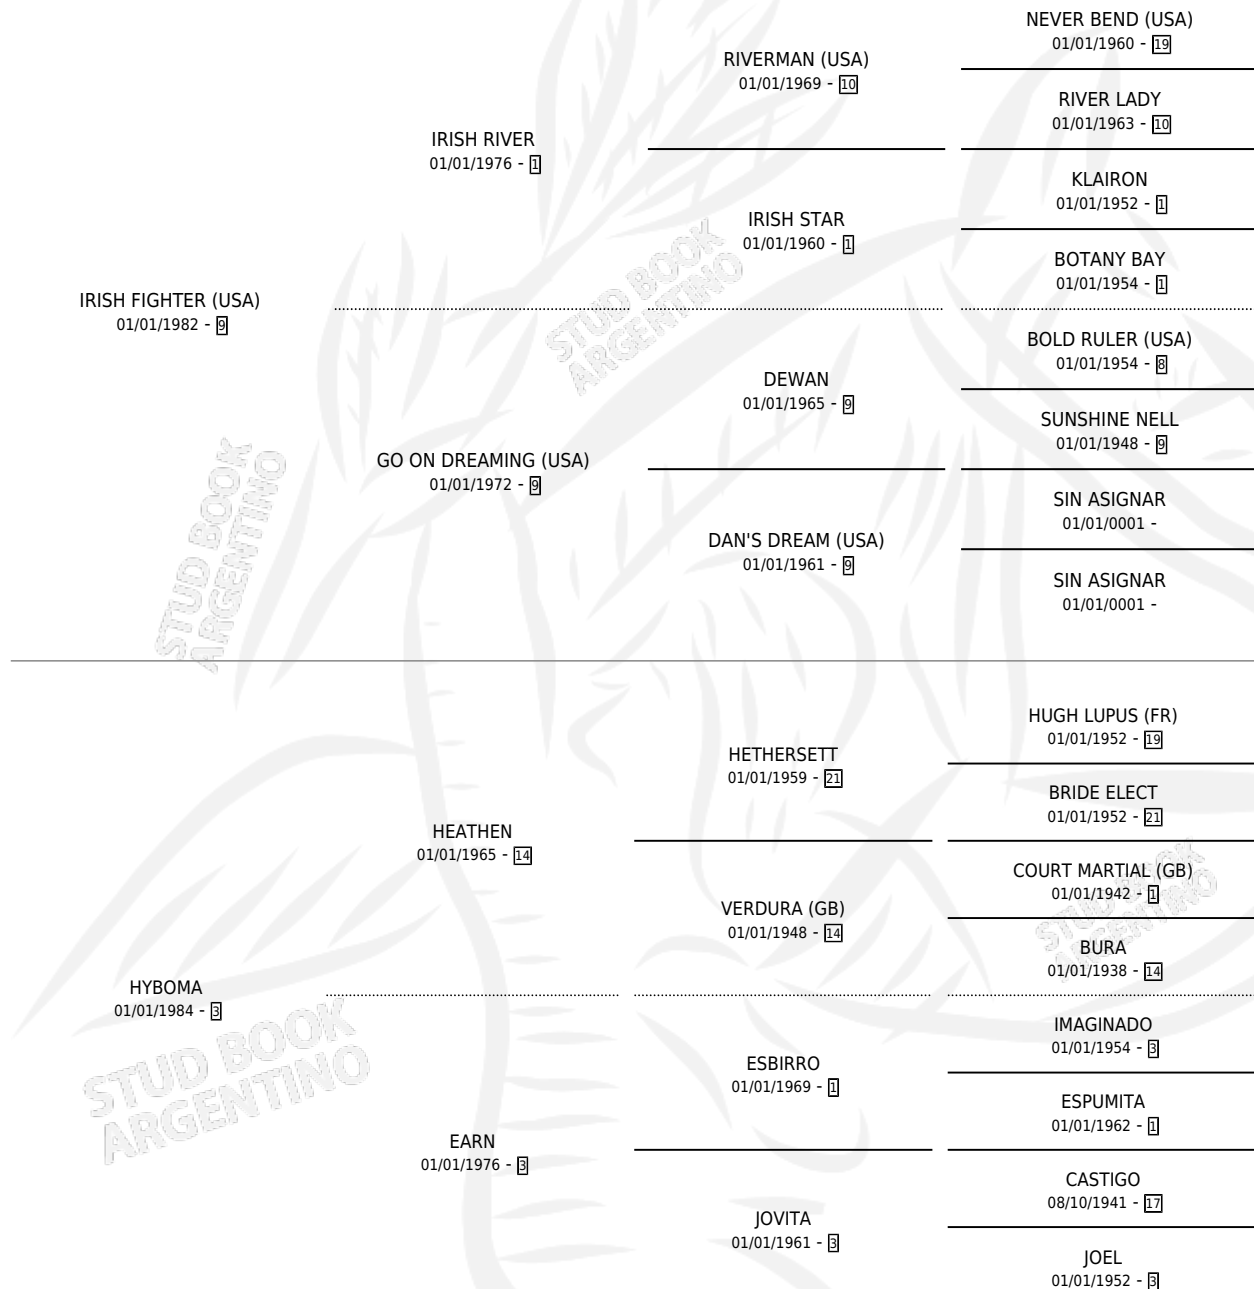 NEVER BEND (USA)
01/01/1960 - 19
RIVERMAN (USA)
01/01/1969 - 10
RIVER LADY
01/01/1963 - 10
IRISH RIVER
01/01/1976 - 1
KLAIRON
01/01/1952 - 1
IRISH STAR
01/01/1960 - 1
BOTANY BAY
01/01/1954 - 1
IRISH FIGHTER (USA)
01/01/1982 - 9
STUD BOOK
ARGENTINO
BOLD RULER (USA)
01/01/1954 - 8
DEWAN
01/01/1965 - 9
SUNSHINE NELL
01/01/1948 - 9
GO ON DREAMING (USA)
01/01/1972 - 9
SIN ASIGNAR
01/01/0001 -
DAN'S DREAM (USA)
01/01/1961 - 9
SIN ASIGNAR
01/01/0001 -
STUD BOOK
ARGENTINO
HUGH LUPUS (FR)
01/01/1952 - 19
HETHERSETT
01/01/1959 - 21
BRIDE ELECT
01/01/1952 - 21
HEATHEN
01/01/1965 - 14
COURT MARTIAL (GB)
01/01/1942 - 1
VERDURA (GB)
01/01/1948 - 14
STUD BOOK
ARGENTINO
BURA
01/01/1938 - 14
HYBOMA
01/01/1984 - 3
STUD BOOK
ARGENTINO
IMAGINADO
01/01/1954 - 3
ESBIRRO
01/01/1969 - 1
ESPUMITA
01/01/1962 - 1
EARN
01/01/1976 - 3
CASTIGO
08/10/1941 - 17
JOVITA
01/01/1961 - 3
JOEL
01/01/1952 - 3